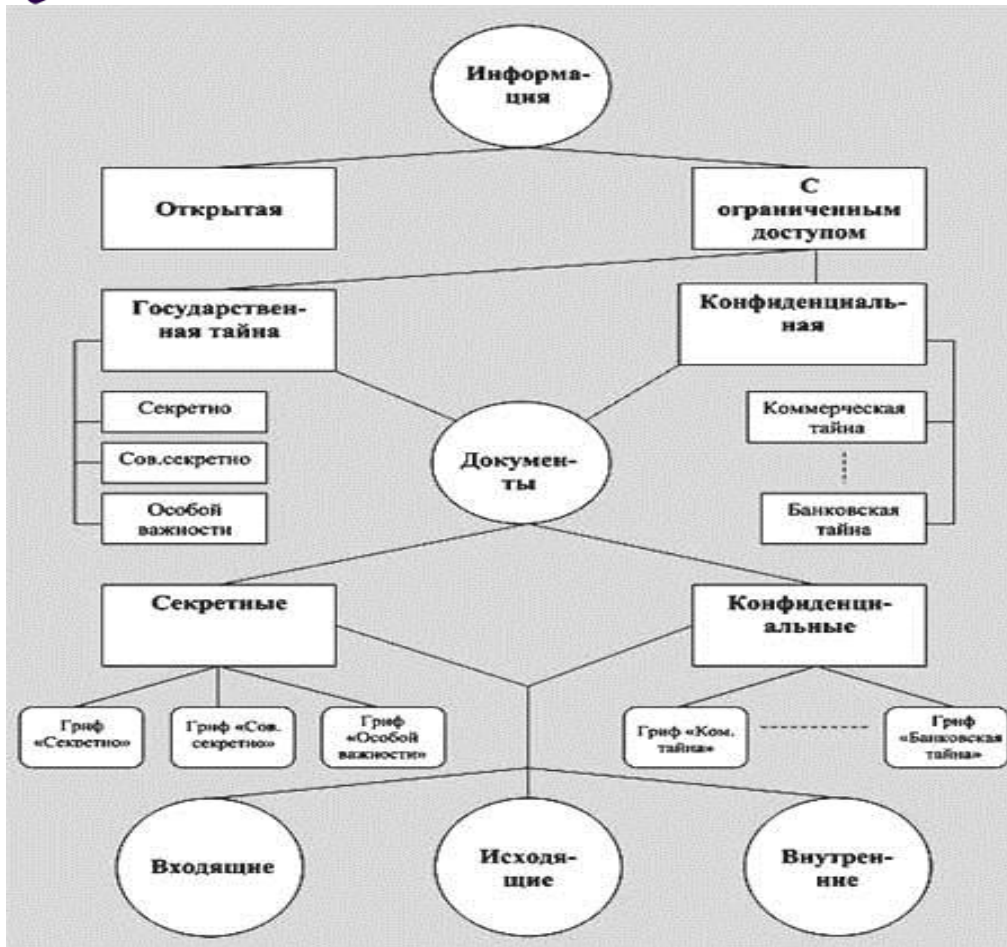 Информа-
ция
Открытая
С
ограниченным
доступом
Государствен-
ная тайна
Конфиденциаль-
ная
Секретно
Сов.секретно
Особой
важности
Коммерческая
тайна
Банковская
тайна
Докумен-
ты
Секретные
Конфиденци-
альные
Гриф
«Секретно»
Гриф «Сов.
секретно»
Гриф
«Особой
важности»
Гриф «Ком.
тайна»
Гриф
«Банковская
тайна»
Входящие
Исходя-
щие
Внутрен-
ние